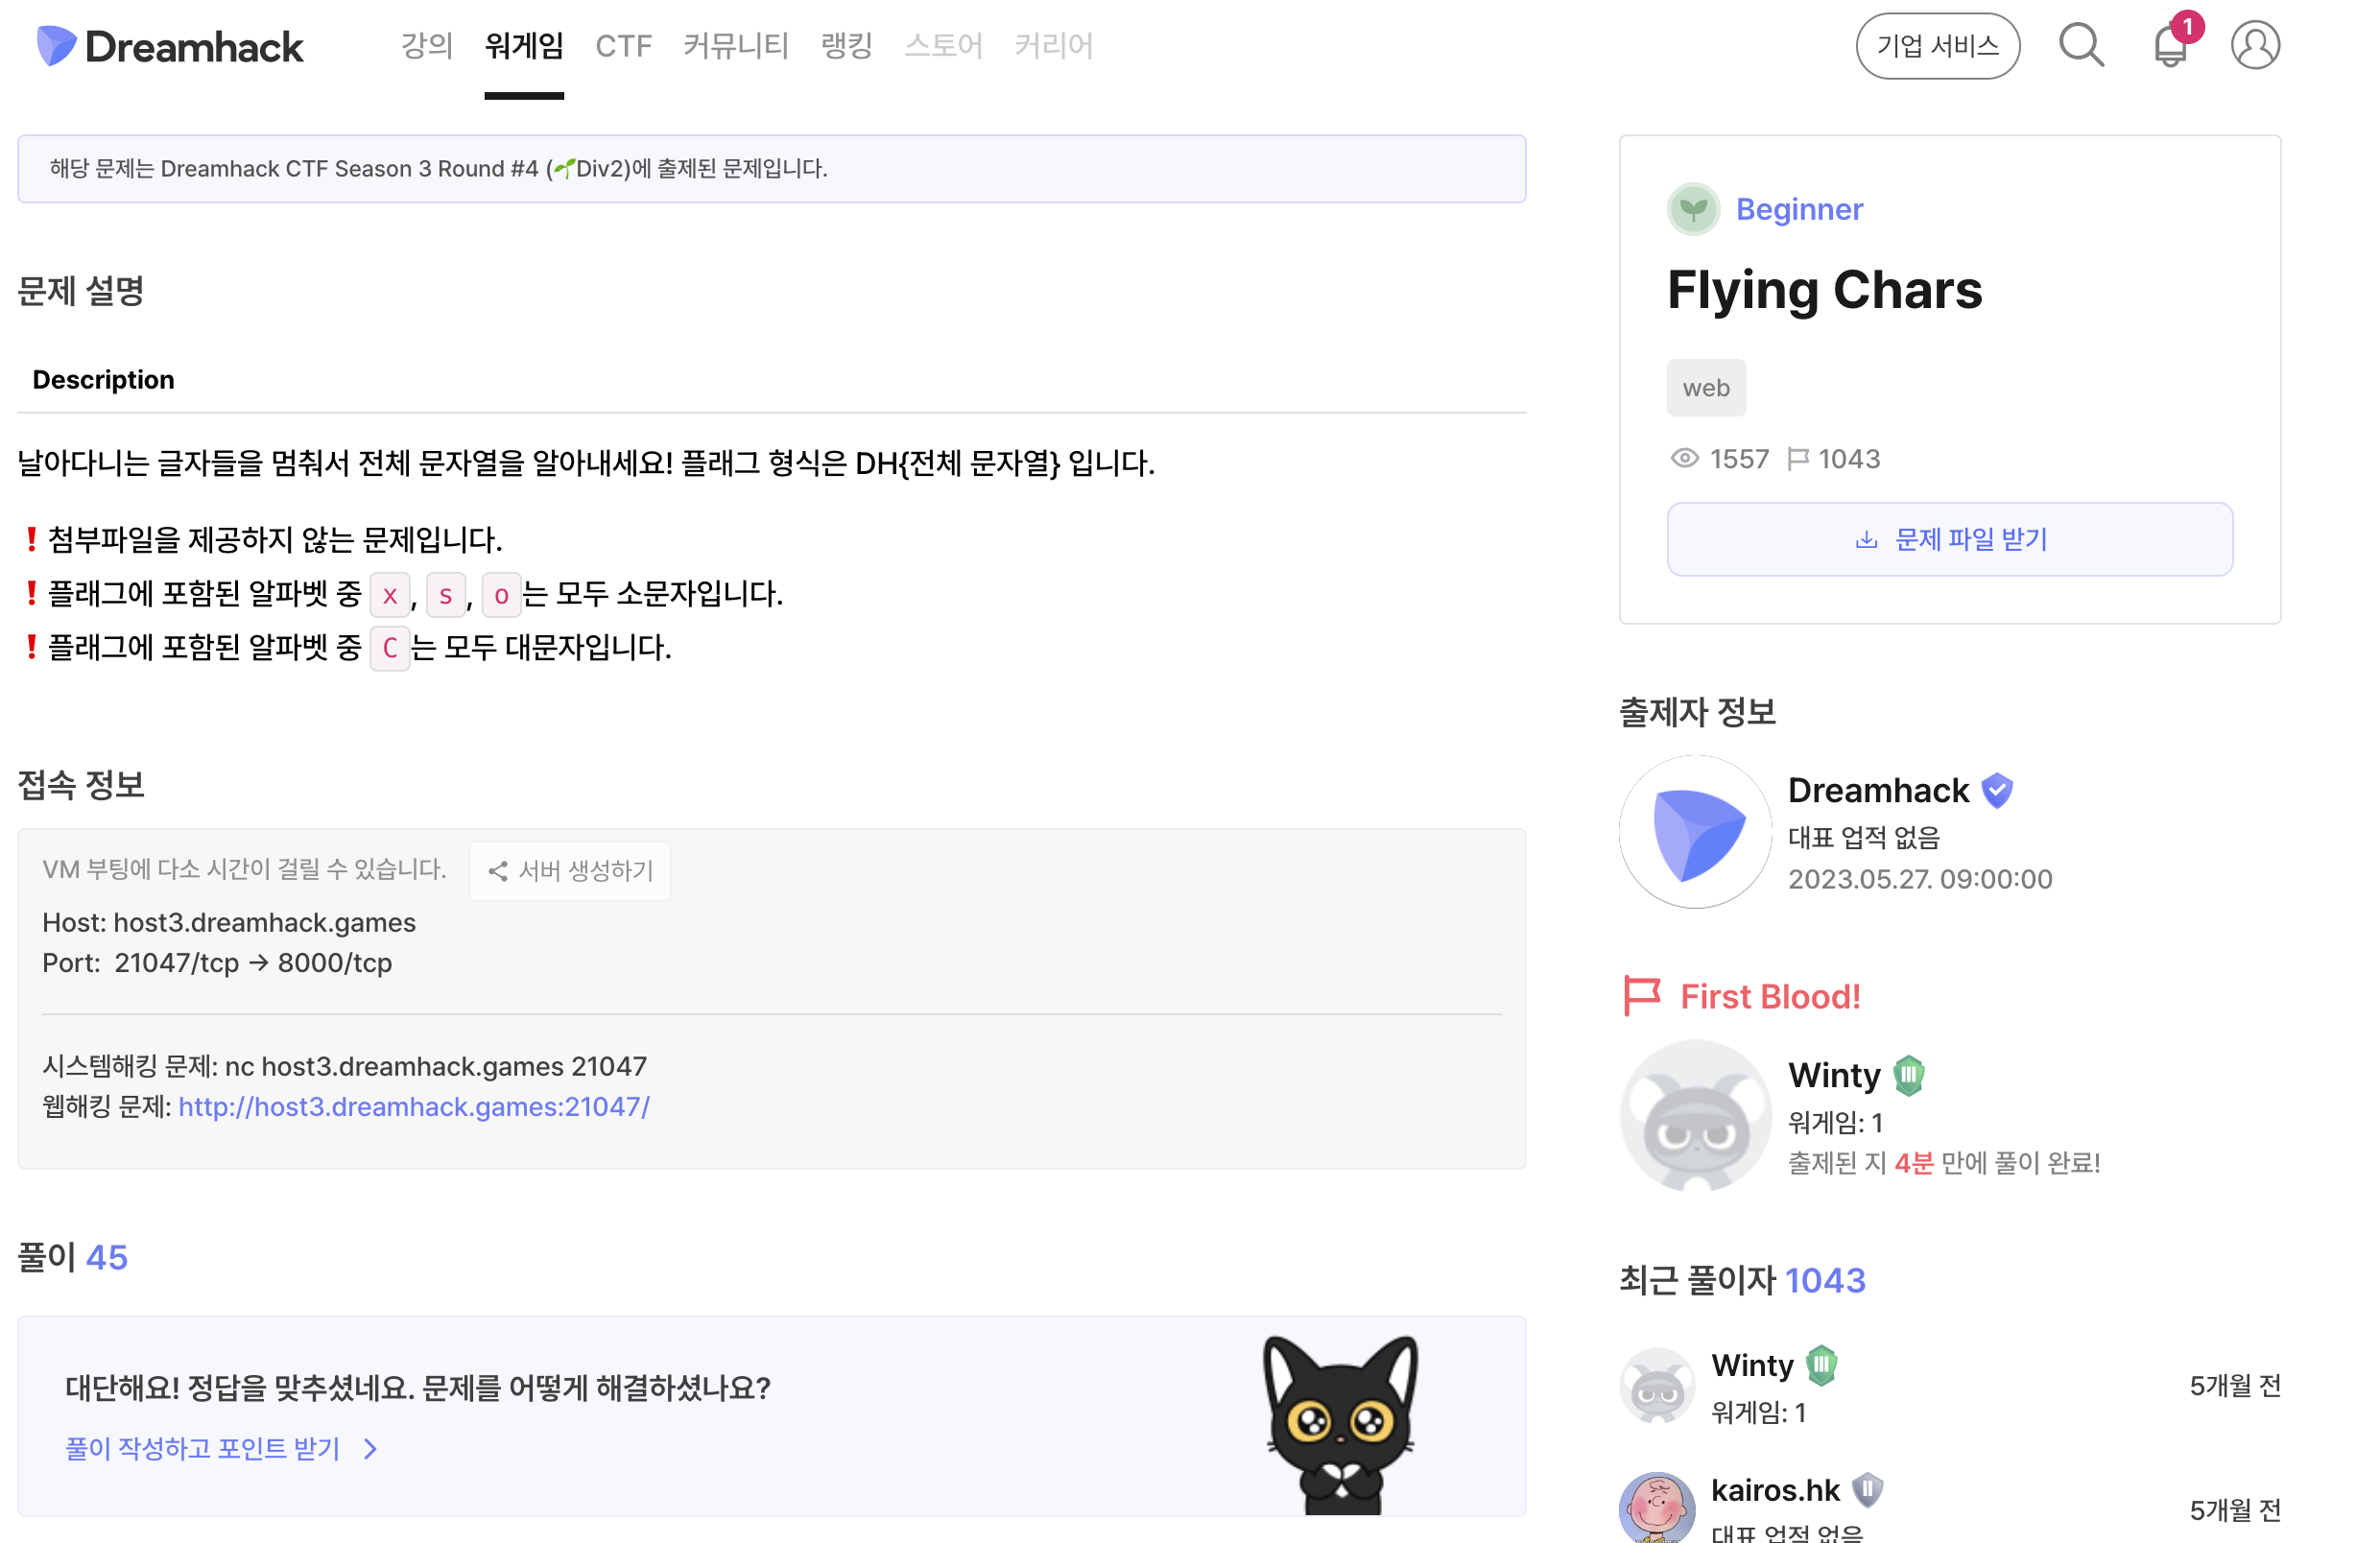 Dreamhack 강의 워게임 CTF 커뮤니티 랭킹 스토어 커리어 기업 서비스 1
해당 문제는 Dreamhack CTF Season 3 Round #4 (🌱Div2)에 출제된 문제입니다.
문제 설명
Description
날아다니는 글자들을 멈춰서 전체 문자열을 알아내세요! 플래그 형식은 DH{전체 문자열} 입니다.
❗첨부파일을 제공하지 않는 문제입니다.
❗플래그에 포함된 알파벳 중 x, s, o는 모두 소문자입니다.
❗플래그에 포함된 알파벳 중 C는 모두 대문자입니다.
접속 정보
VM 부팅에 다소 시간이 걸릴 수 있습니다. 서버 생성하기
Host: host3.dreamhack.games
Port: 21047/tcp → 8000/tcp
시스템해킹 문제: nc host3.dreamhack.games 21047
웹해킹 문제: http://host3.dreamhack.games:21047/
풀이 45
대단해요! 정답을 맞추셨네요. 문제를 어떻게 해결하셨나요?
풀이 작성하고 포인트 받기 >
Beginner
Flying Chars
web
1557 1043
문제 파일 받기
출제자 정보
Dreamhack
대표 업적 없음
2023.05.27. 09:00:00
First Blood!
Winty
워게임: 1
출제된 지 4분 만에 풀이 완료!
최근 풀이자 1043
Winty
워게임: 1
5개월 전
kairos.hk
대표 업적 없음
5개월 전